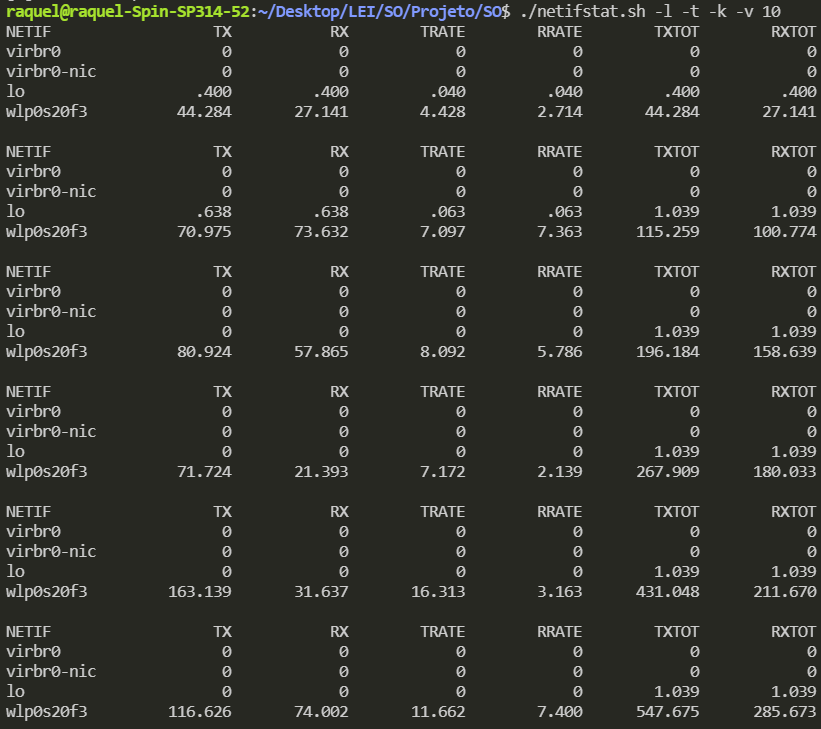 raquel@raquel-Spin-SP314-52:~/Desktop/LEI/SO/Projeto/SO$ ./netifstat.sh -l -t -k -v 10
NETIF TX RX TRATE RRATE TXTOT RXTOT
virbr0 0 0 0 0 0 0
virbr0-nic 0 0 0 0 0 0
lo .400 .400 .040 .040 .400 .400
wlp0s20f3 44.284 27.141 4.428 2.714 44.284 27.141
NETIF TX RX TRATE RRATE TXTOT RXTOT
virbr0 0 0 0 0 0 0
virbr0-nic 0 0 0 0 0 0
lo .638 .638 .063 .063 1.039 1.039
wlp0s20f3 70.975 73.632 7.097 7.363 115.259 100.774
NETIF TX RX TRATE RRATE TXTOT RXTOT
virbr0 0 0 0 0 0 0
virbr0-nic 0 0 0 0 0 0
lo 0 0 0 0 1.039 1.039
wlp0s20f3 80.924 57.865 8.092 5.786 196.184 158.639
NETIF TX RX TRATE RRATE TXTOT RXTOT
virbr0 0 0 0 0 0 0
virbr0-nic 0 0 0 0 0 0
lo 0 0 0 0 1.039 1.039
wlp0s20f3 71.724 21.393 7.172 2.139 267.909 180.033
NETIF TX RX TRATE RRATE TXTOT RXTOT
virbr0 0 0 0 0 0 0
virbr0-nic 0 0 0 0 0 0
lo 0 0 0 0 1.039 1.039
wlp0s20f3 163.139 31.637 16.313 3.163 431.048 211.670
NETIF TX RX TRATE RRATE TXTOT RXTOT
virbr0 0 0 0 0 0 0
virbr0-nic 0 0 0 0 0 0
lo 0 0 0 0 1.039 1.039
wlp0s20f3 116.626 74.002 11.662 7.400 547.675 285.673